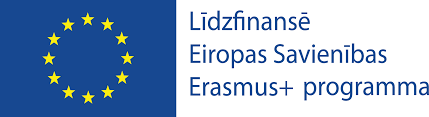 Līdzfinansē
Eiropas Savienības
Erasmus+ programma